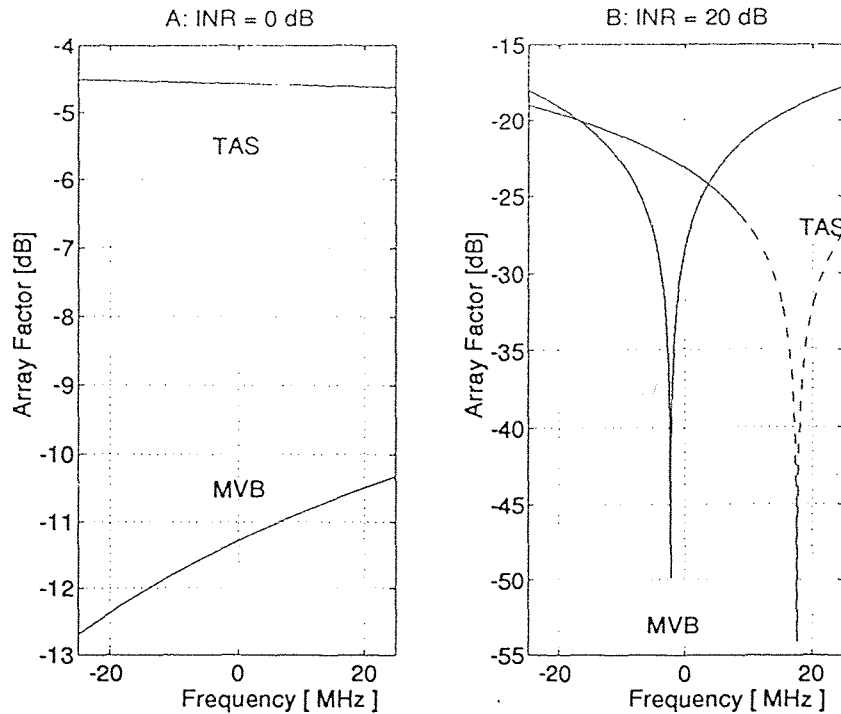 A: INR = 0 dB
-4
-5
-6
-7
-8
-9
-10
-11
-12
-13
Array Factor [dB]
TAS
MVB
-20
0
20
Frequency [ MHz ]
B: INR = 20 dB
-15
-20
-25
-30
-35
-40
-45
-50
-55
Array Factor [dB]
TAS
MVB
-20
0
20
Frequency [ MHz ]